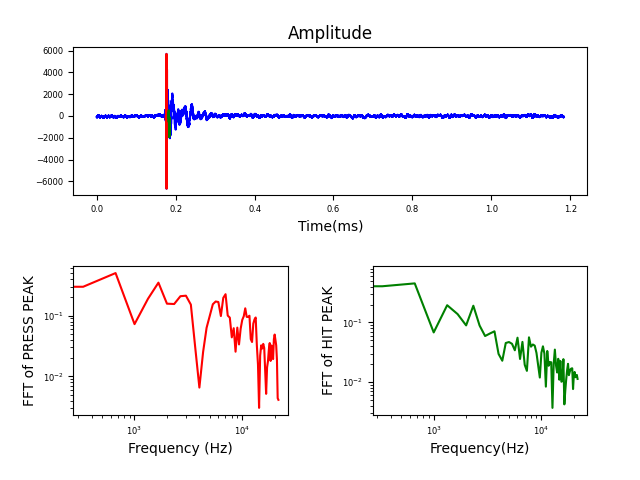 Amplitude
6000
4000
2000
0
−2000
−4000
−6000
0.0 0.2 0.4 0.6 0.8 1.0 1.2
Time(ms)
FFT of PRESS PEAK
10⁻¹
10⁻²
10³ 10⁴
Frequency (Hz)
FFT of HIT PEAK
10⁻¹
10⁻²
10³ 10⁴
Frequency(Hz)